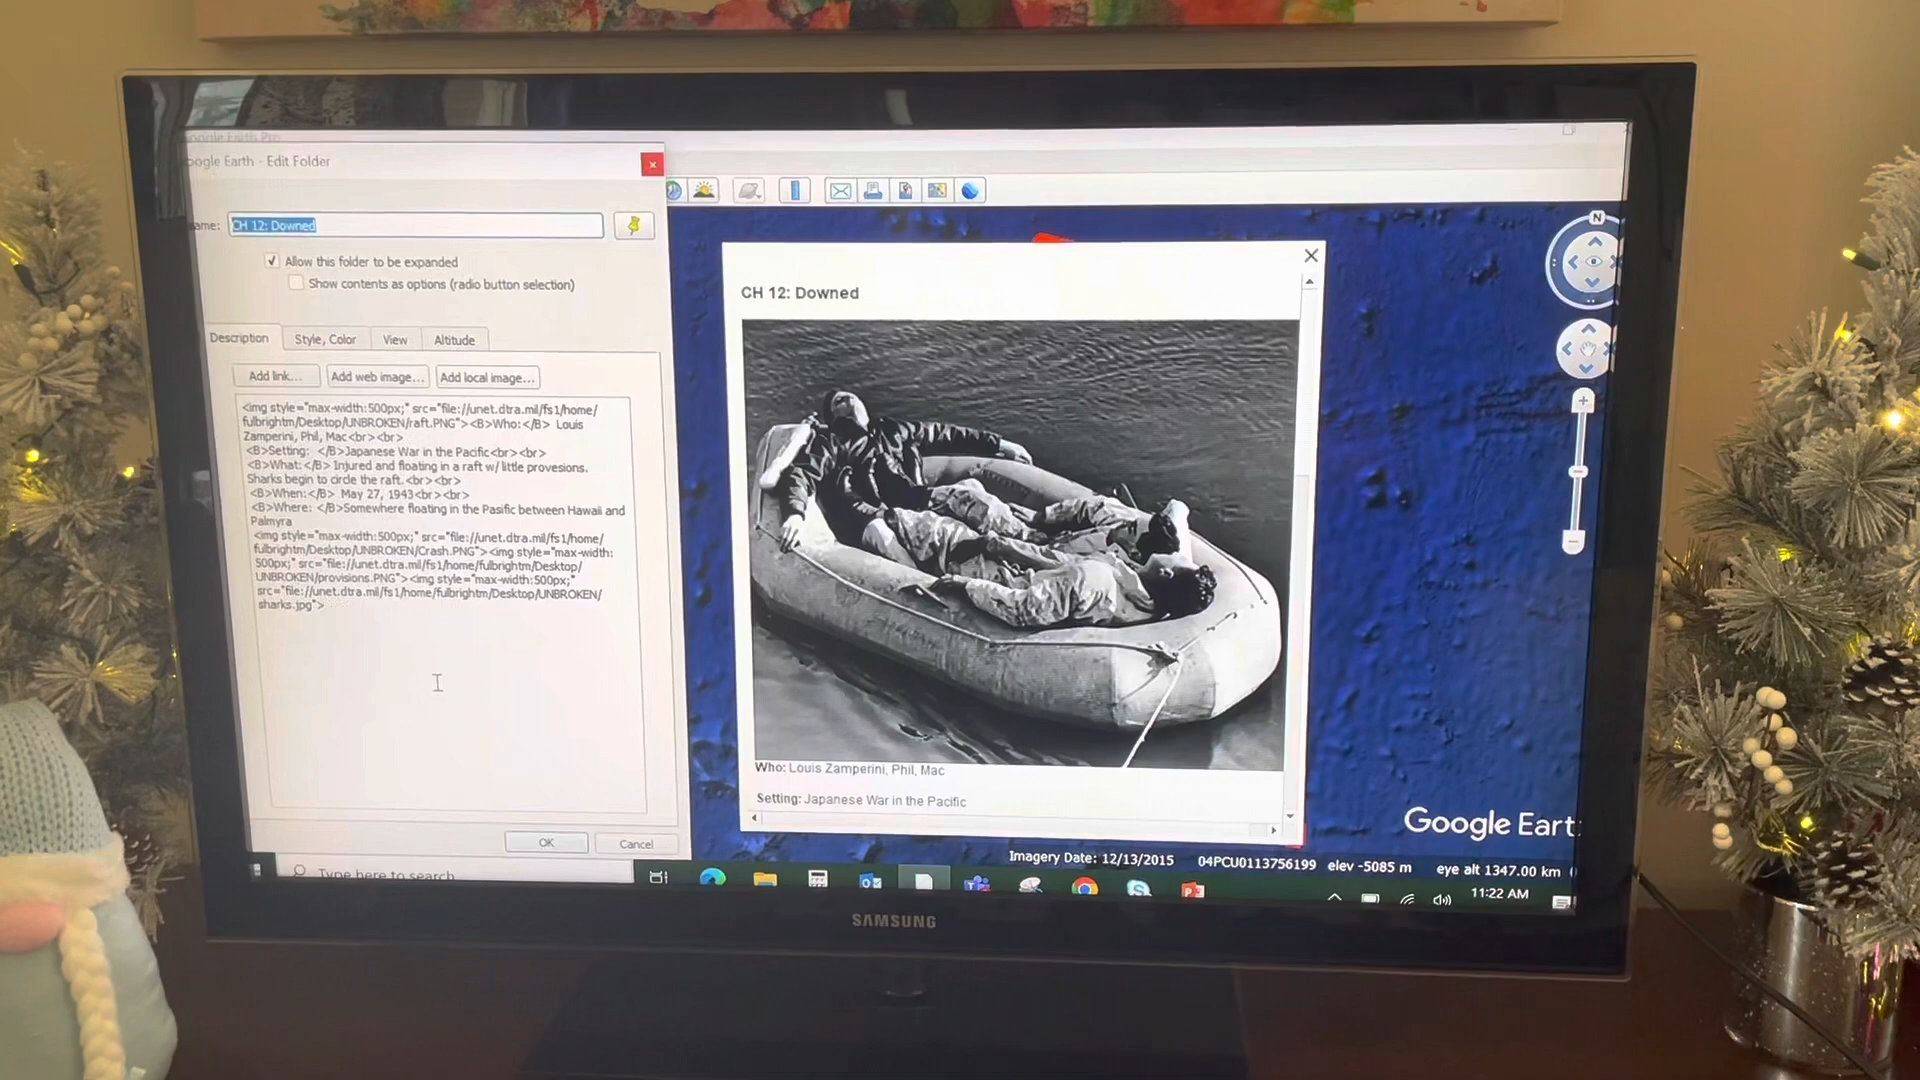 Google Earth Pro
oogle Earth - Edit Folder
ame: CH 12: Downed
Allow this folder to be expanded
Show contents as options (radio button selection)
Description Style, Color View Altitude
Add link... Add web image... Add local image...
<img style="max-width:500px;" src="file://unet.dtra.mil/fs1/home/
fulbrightm/Desktop/UNBROKEN/raft.PNG"><B>Who:</B> Louis
Zamperini, Phil, Mac<br><br>
<B>Setting: </B>Japanese War in the Pacific<br><br>
<B>What:</B> Injured and floating in a raft w/ little provesions.
Sharks begin to circle the raft.<br><br>
<B>When:</B> May 27, 1943<br><br>
<B>Where: </B>Somewhere floating in the Pasific between Hawaii and
Palmyra
<img style="max-width:500px;" src="file://unet.dtra.mil/fs1/home/
fulbrightm/Desktop/UNBROKEN/Crash.PNG"><img style="max-width:
500px;" src="file://unet.dtra.mil/fs1/home/fulbrightm/Desktop/
UNBROKEN/provisions.PNG"><img style="max-width:500px;"
src="file://unet.dtra.mil/fs1/home/fulbrightm/Desktop/UNBROKEN/
sharks.jpg">
OK Cancel
N
CH 12: Downed
Who: Louis Zamperini, Phil, Mac
Setting: Japanese War in the Pacific
Google Eart
Imagery Date: 12/13/2015 04PCU0113756199 elev -5085 m eye alt 1347.00 km
Type here to search
11:22 AM
SAMSUNG